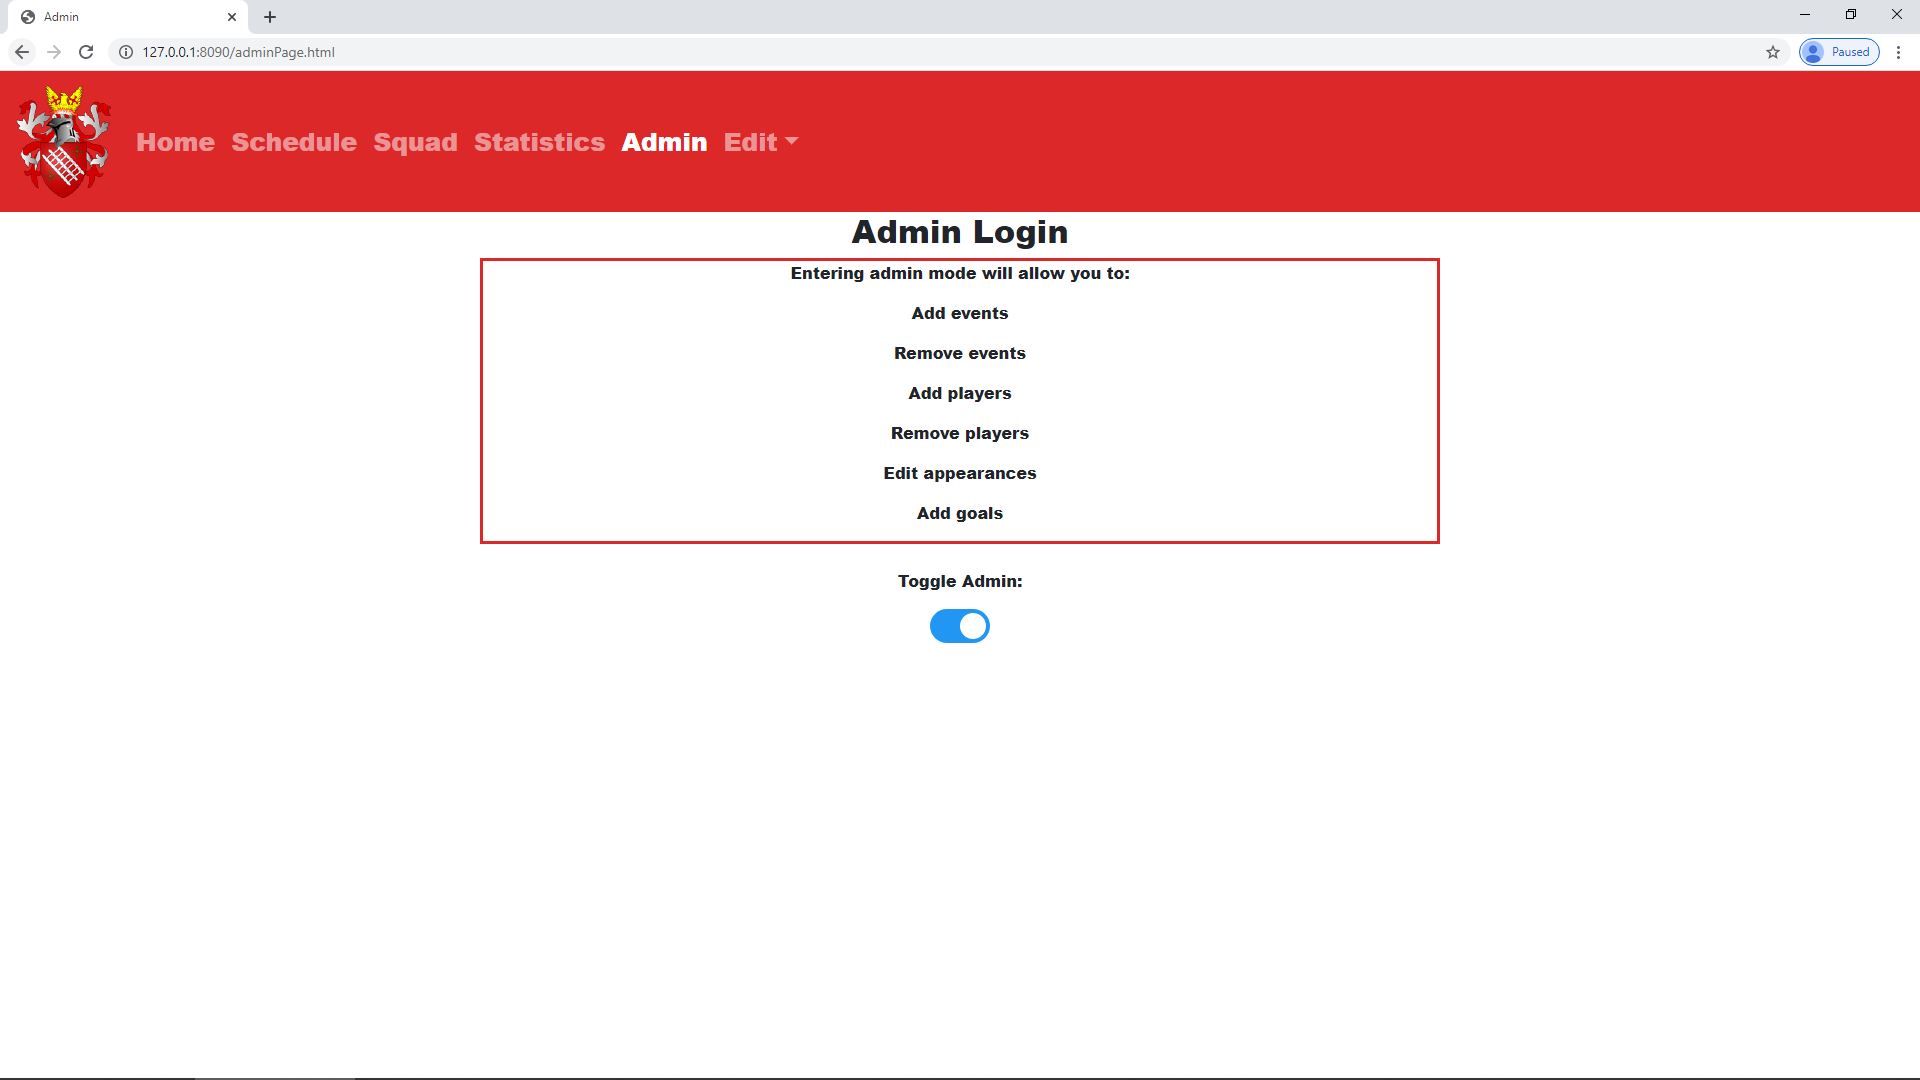 Admin
127.0.0.1:8090/adminPage.html
Paused
Home Schedule Squad Statistics Admin Edit
Admin Login
Entering admin mode will allow you to:
Add events
Remove events
Add players
Remove players
Edit appearances
Add goals
Toggle Admin: